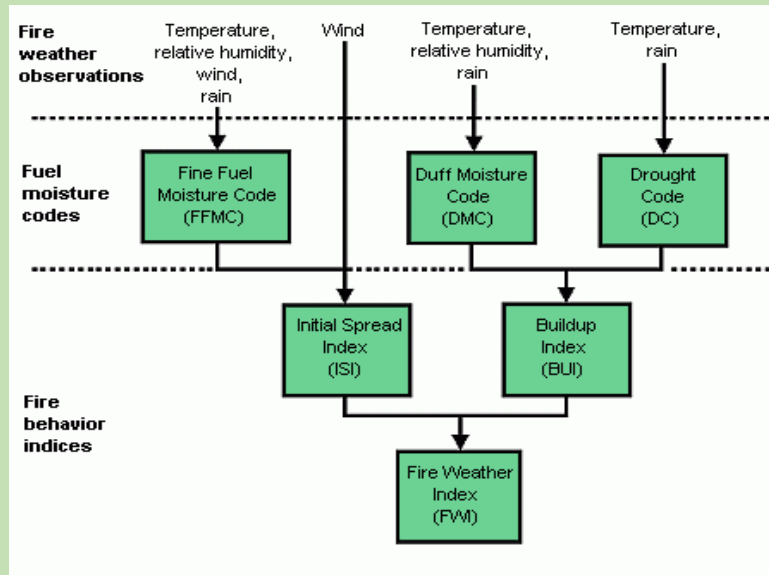 Fire
weather
observations
Temperature,
relative humidity,
wind,
rain
Wind
Temperature,
relative humidity,
rain
Temperature,
rain
Fuel
moisture
codes
Fine Fuel
Moisture Code
(FFMC)
Duff Moisture
Code
(DMC)
Drought
Code
(DC)
Fire
behavior
indices
Initial Spread
Index
(ISI)
Buildup
Index
(BUI)
Fire Weather
Index
(FWI)